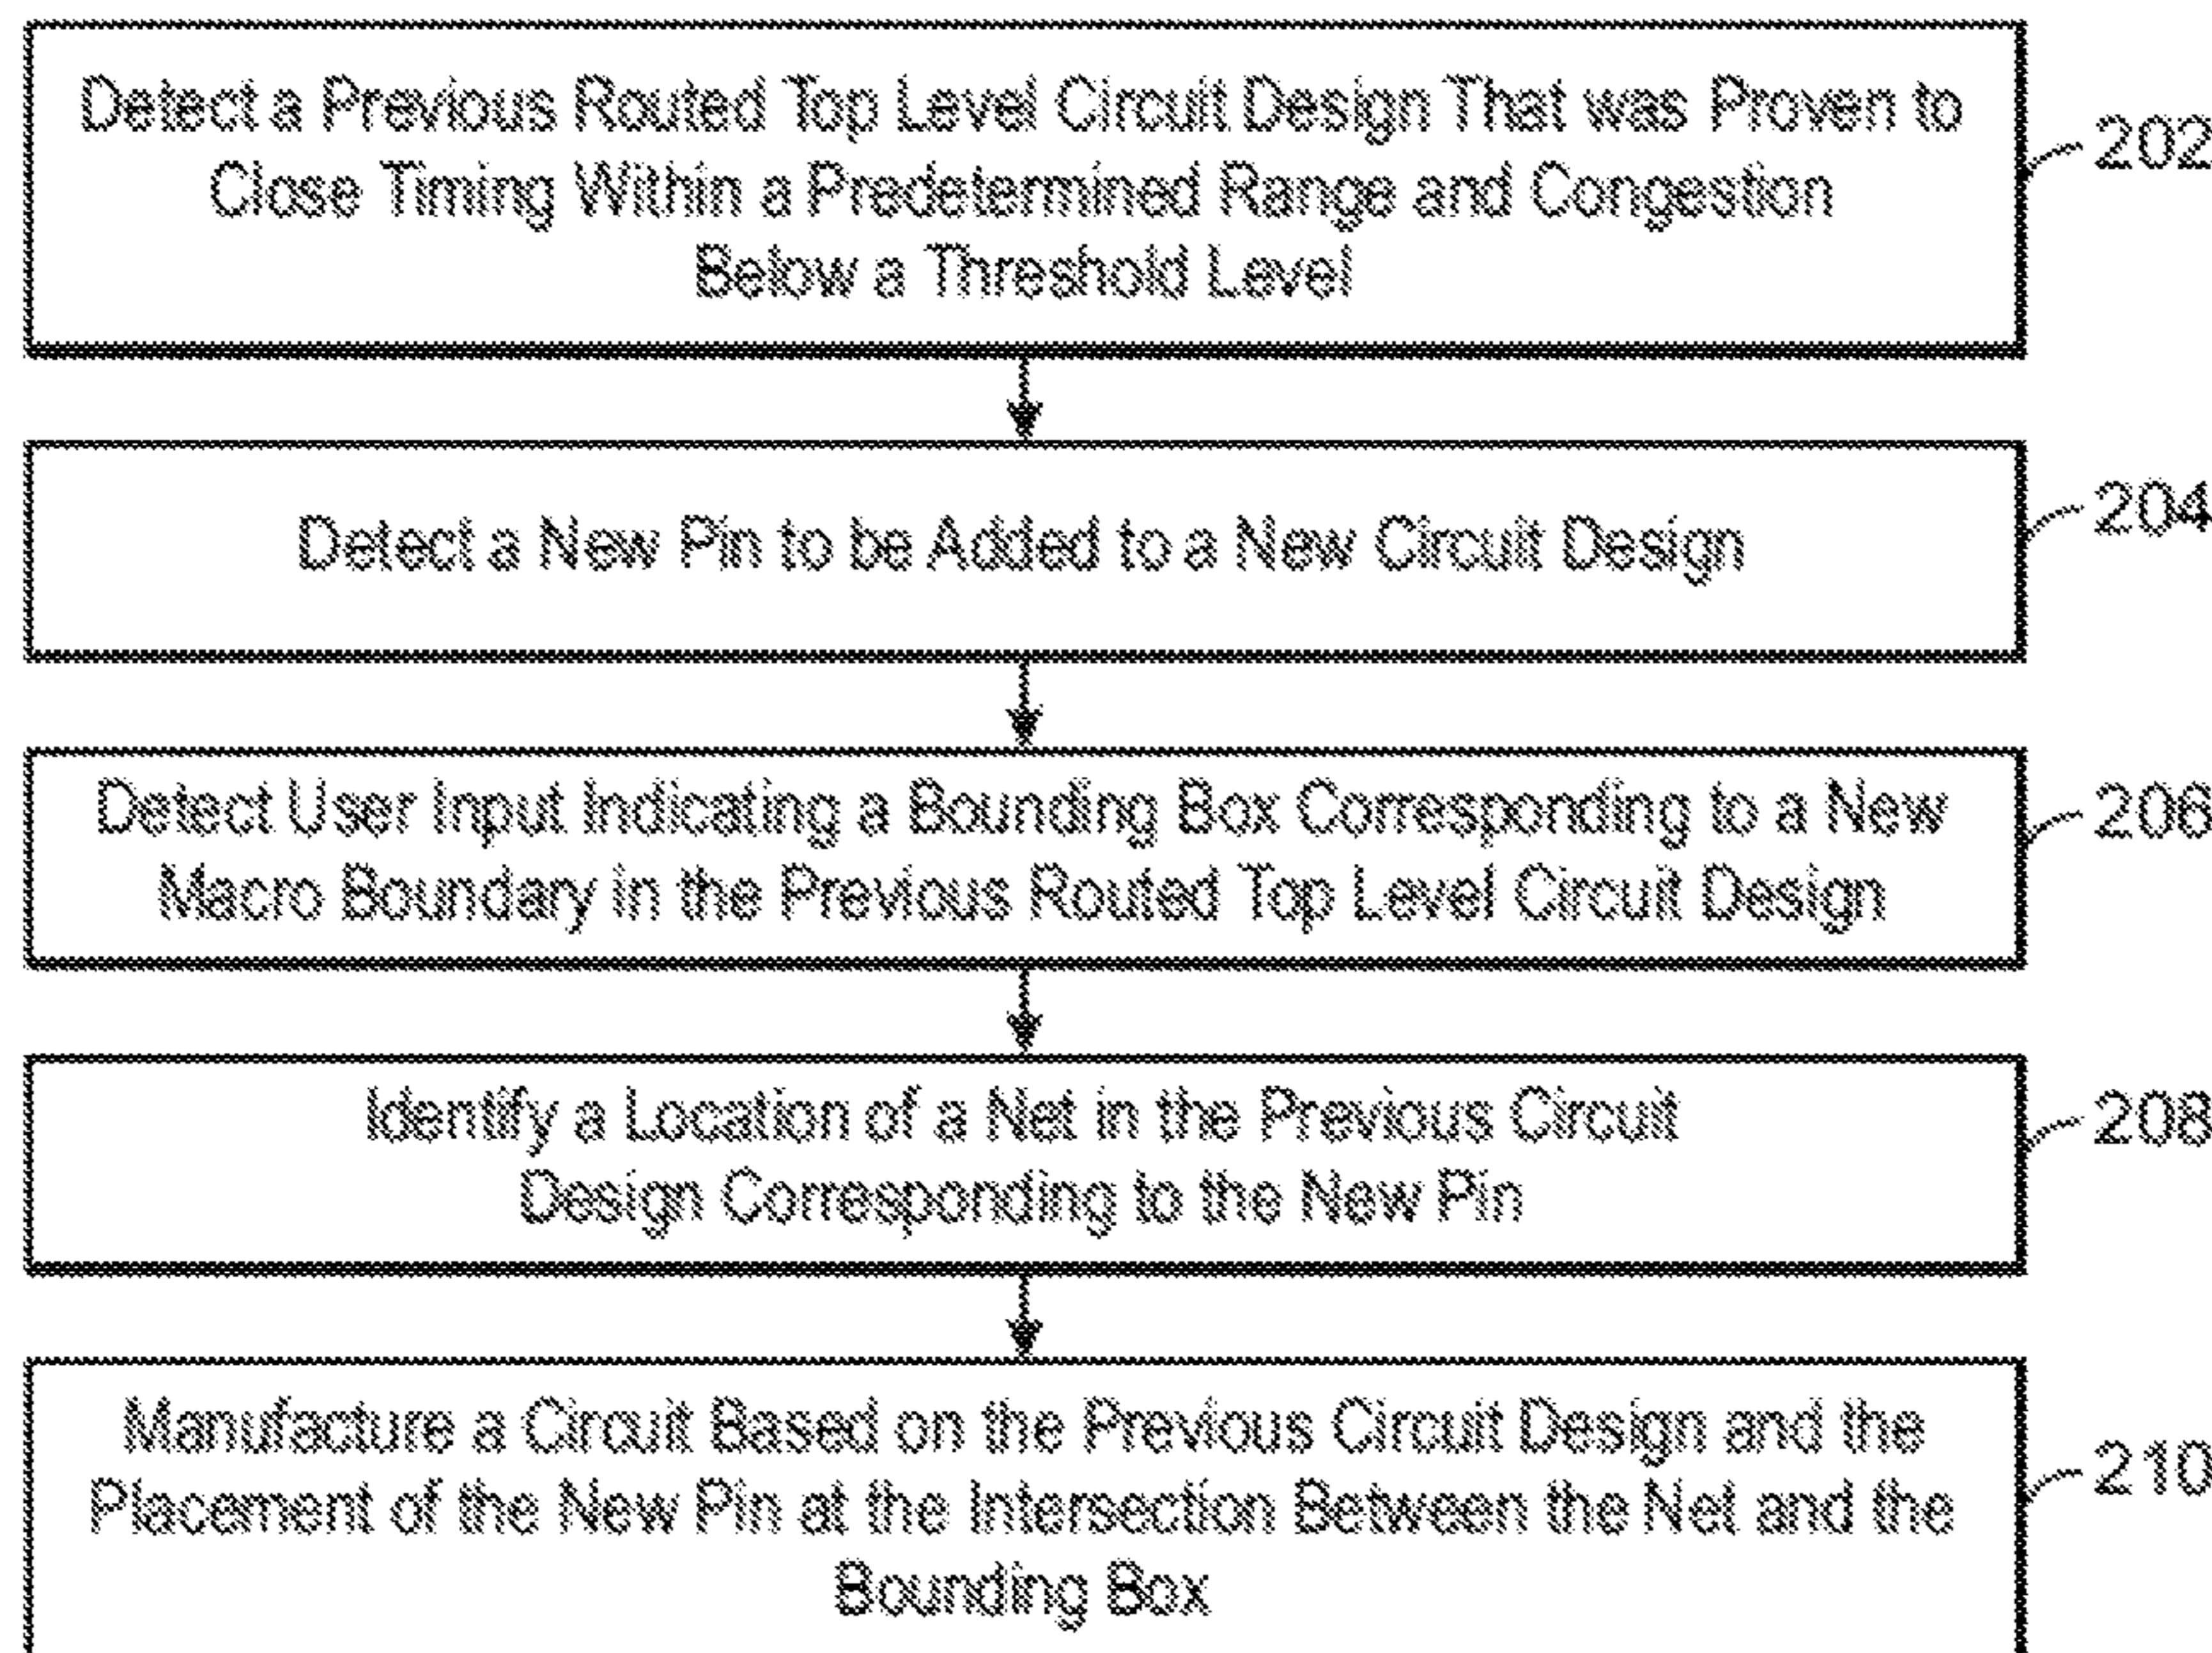 Detect a Previous Routed Top Level Circuit Design That was Proven to
Close Timing Within a Predetermined Range and Congestion
Below a Threshold Level
202
Detect a New Pin to be Added to a New Circuit Design
204
Detect User Input Indicating a Bounding Box Corresponding to a New
Macro Boundary in the Previous Routed Top Level Circuit Design
206
Identify a Location of a Net in the Previous Circuit
Design Corresponding to the New Pin
208
Manufacture a Circuit Based on the Previous Circuit Design and the
Placement of the New Pin at the Intersection Between the Net and the
Bounding Box
210